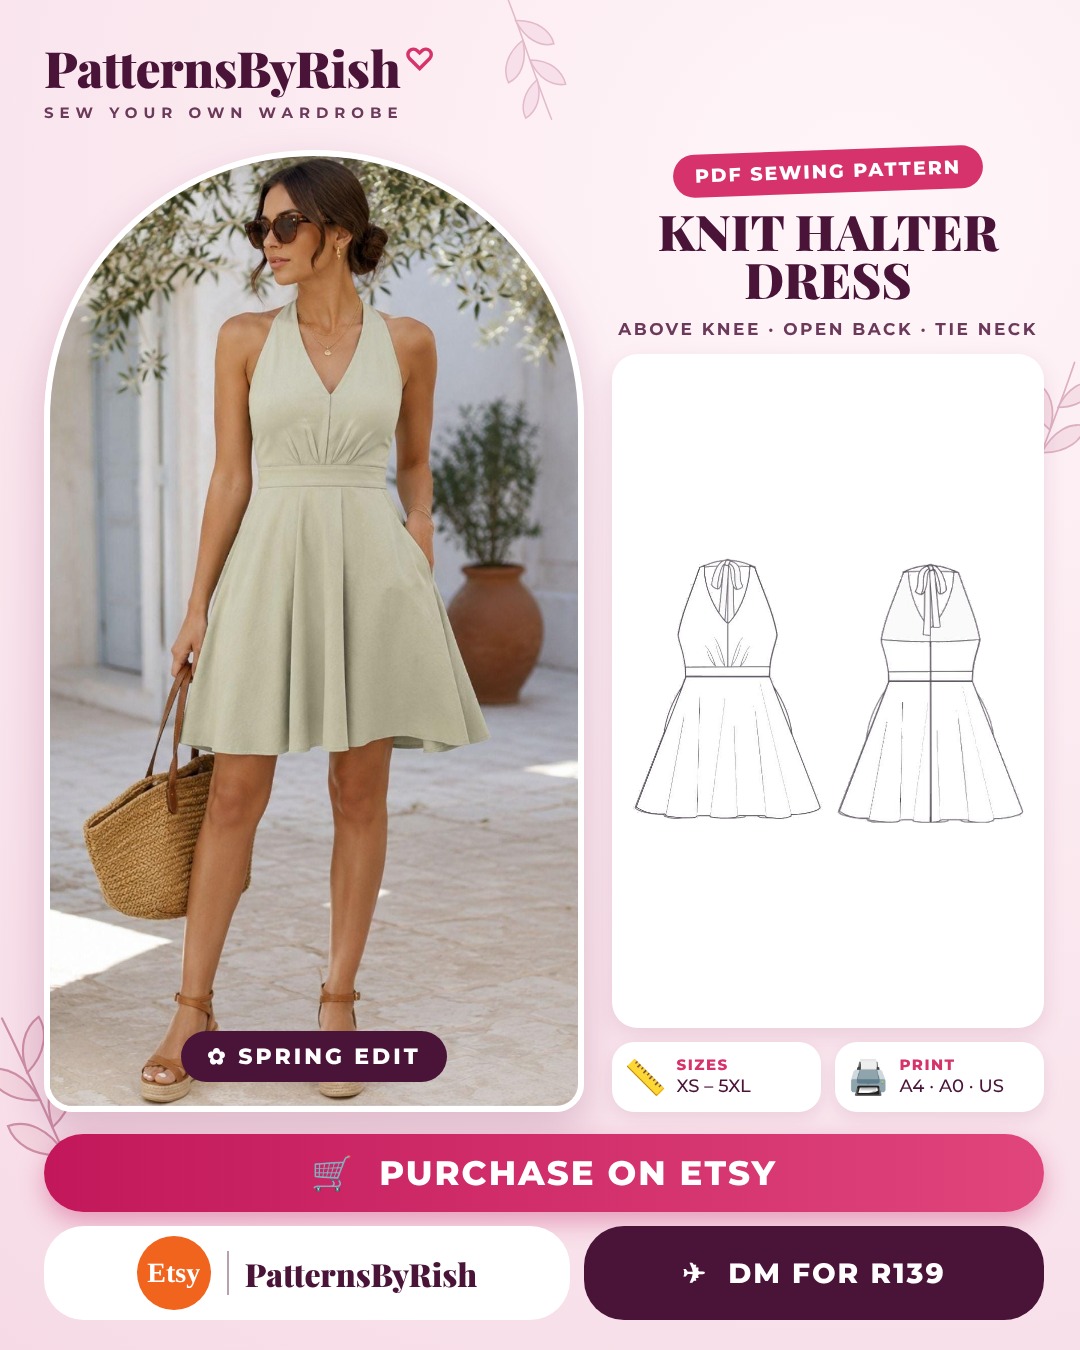 PatternsByRish
SEW YOUR OWN WARDROBE
PDF SEWING PATTERN
KNIT HALTER
DRESS
ABOVE KNEE · OPEN BACK · TIE NECK
✿ SPRING EDIT
SIZES
XS – 5XL
PRINT
A4 · A0 · US
PURCHASE ON ETSY
Etsy
PatternsByRish
✈ DM FOR R139